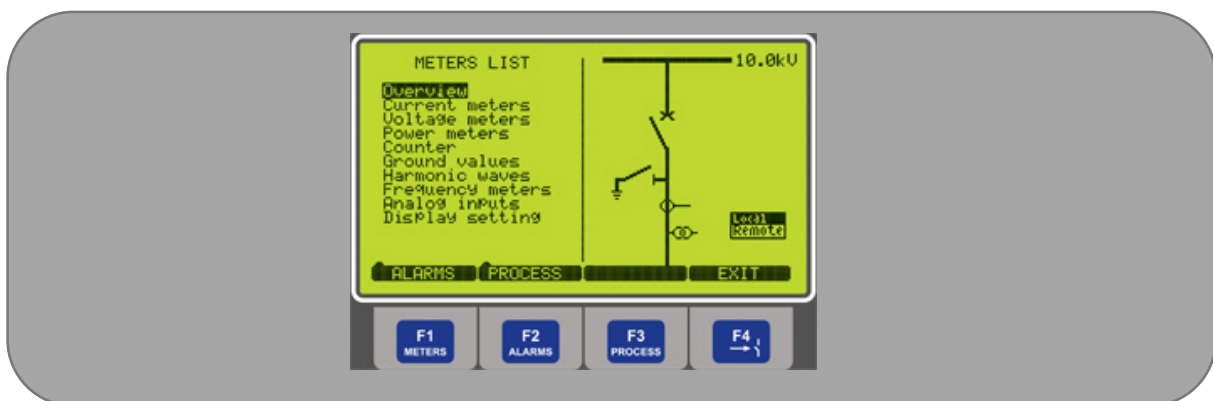 METERS LIST
10.0kV
Overview
Current meters
Voltage meters
Power meters
Counter
Ground values
Harmonic waves
Frequency meters
Analog inputs
Display setting
Local
Remote
ALARMS PROCESS EXIT
F1 F2 F3 F4
METERS ALARMS PROCESS